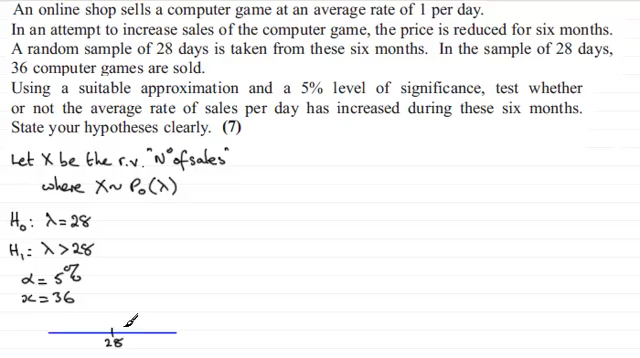 An online shop sells a computer game at an average rate of 1 per day.
In an attempt to increase sales of the computer game, the price is reduced for six months.
A random sample of 28 days is taken from these six months. In the sample of 28 days,
36 computer games are sold.
Using a suitable approximation and a 5% level of significance, test whether
or not the average rate of sales per day has increased during these six months.
State your hypotheses clearly. (7)
Let X be the r.v. "Nº of sales"
where X~ Po(λ)
H₀: λ=28
H₁: λ>28
α = 5%
x = 36
28